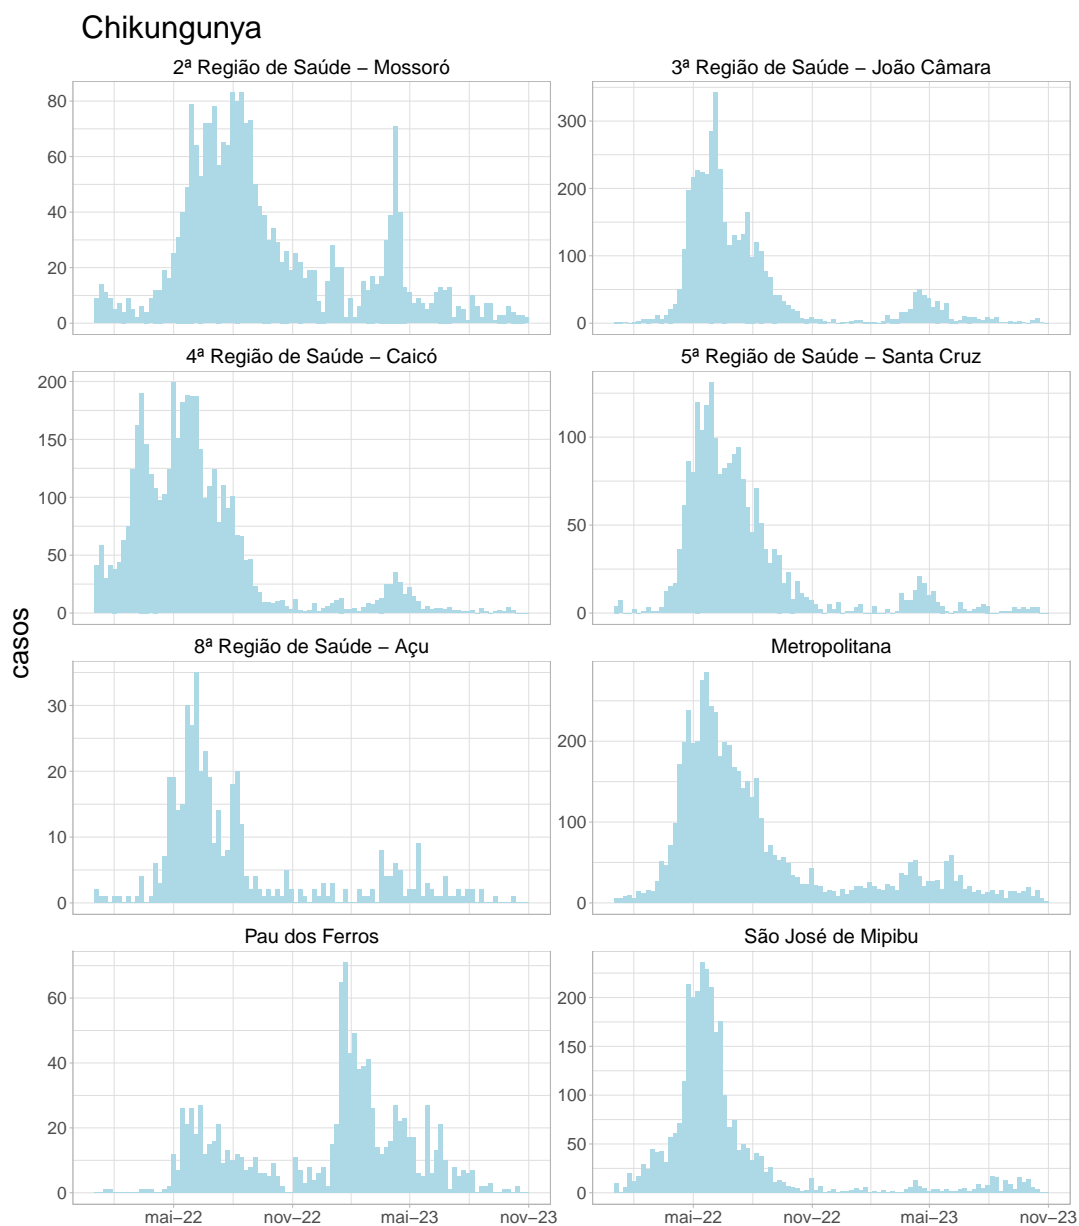 Chikungunya
2ª Região de Saúde – Mossoró
80
60
40
20
0
3ª Região de Saúde – João Câmara
300
200
100
0
4ª Região de Saúde – Caicó
200
150
100
50
0
5ª Região de Saúde – Santa Cruz
100
50
0
casos
8ª Região de Saúde – Açu
30
20
10
0
Metropolitana
200
100
0
Pau dos Ferros
60
40
20
0
São José de Mipibu
200
150
100
50
0
mai–22 nov–22 mai–23 nov–23
mai–22 nov–22 mai–23 nov–23